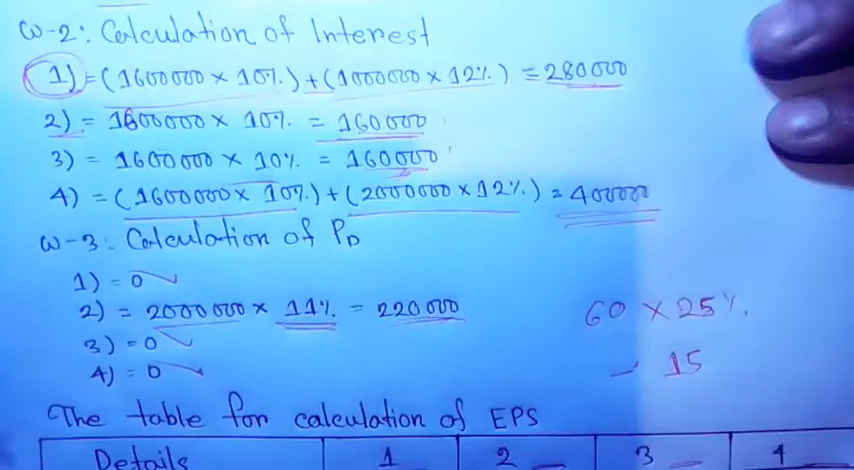 W-2: Calculation of Interest
1) = (1600000 × 10%) + (1000000 × 12%) = 280000
2) = 1600000 × 10% = 160000
3) = 1600000 × 10% = 160000
4) = (1600000 × 10%) + (2000000 × 12%) = 400000
W-3: Calculation of PD
1) = 0
2) = 2000000 × 11% = 220000
60 × 25%
3) = 0
15
4) = 0
The table for calculation of EPS
Details 1 2 3 4